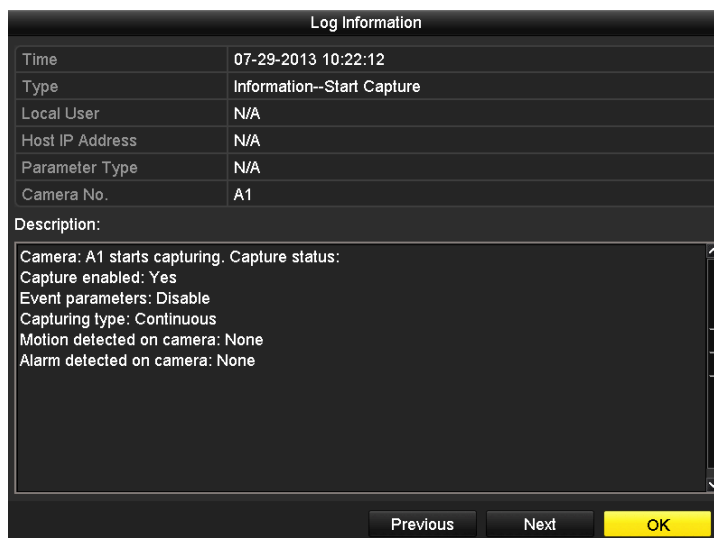 Log Information
Time 07-29-2013 10:22:12
Type Information--Start Capture
Local User N/A
Host IP Address N/A
Parameter Type N/A
Camera No. A1
Description:
Camera: A1 starts capturing. Capture status:
Capture enabled: Yes
Event parameters: Disable
Capturing type: Continuous
Motion detected on camera: None
Alarm detected on camera: None
Previous Next OK